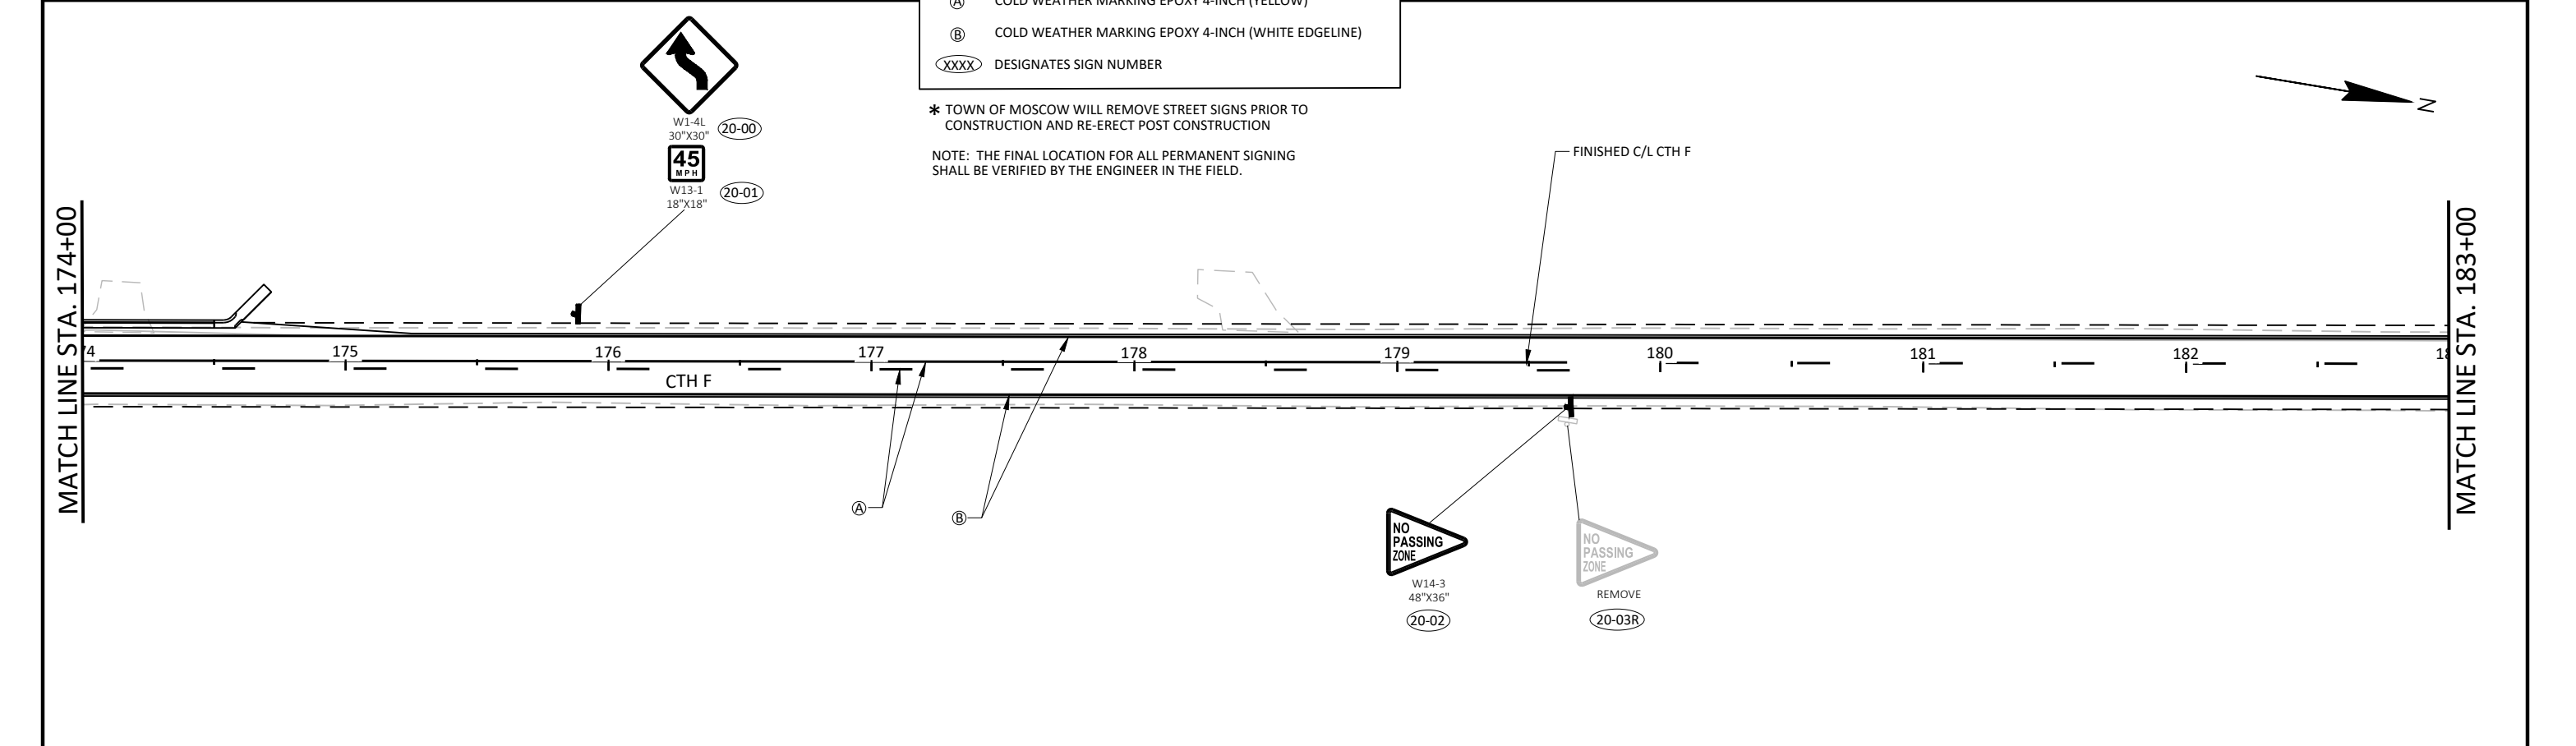 Ⓐ COLD WEATHER MARKING EPOXY 4-INCH (YELLOW)
Ⓑ COLD WEATHER MARKING EPOXY 4-INCH (WHITE EDGELINE)
XXXX DESIGNATES SIGN NUMBER
* TOWN OF MOSCOW WILL REMOVE STREET SIGNS PRIOR TO
CONSTRUCTION AND RE-ERECT POST CONSTRUCTION
NOTE: THE FINAL LOCATION FOR ALL PERMANENT SIGNING
SHALL BE VERIFIED BY THE ENGINEER IN THE FIELD.
W1-4L
30"X30"
20-00
45
MPH
W13-1
18"X18"
20-01
N
FINISHED C/L CTH F
MATCH LINE STA. 174+00
74
175
176
177
178
179
180
181
182
18
MATCH LINE STA. 183+00
CTH F
Ⓐ
Ⓑ
NO
PASSING
ZONE
W14-3
48"X36"
20-02
NO
PASSING
ZONE
REMOVE
20-03R